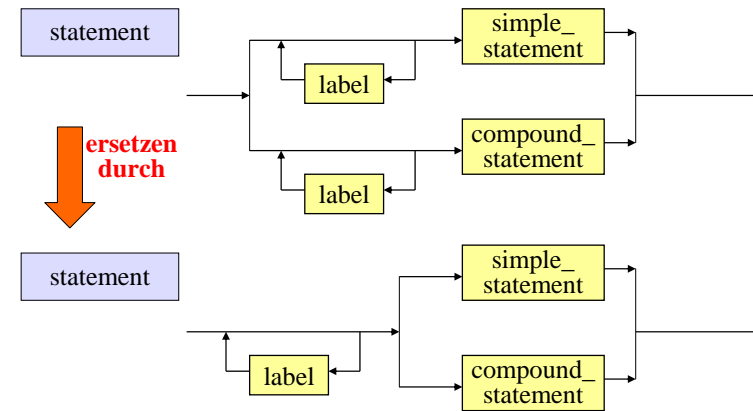 statement
simple_
statement
label
compound_
statement
label
ersetzen
durch
statement
simple_
statement
label
compound_
statement